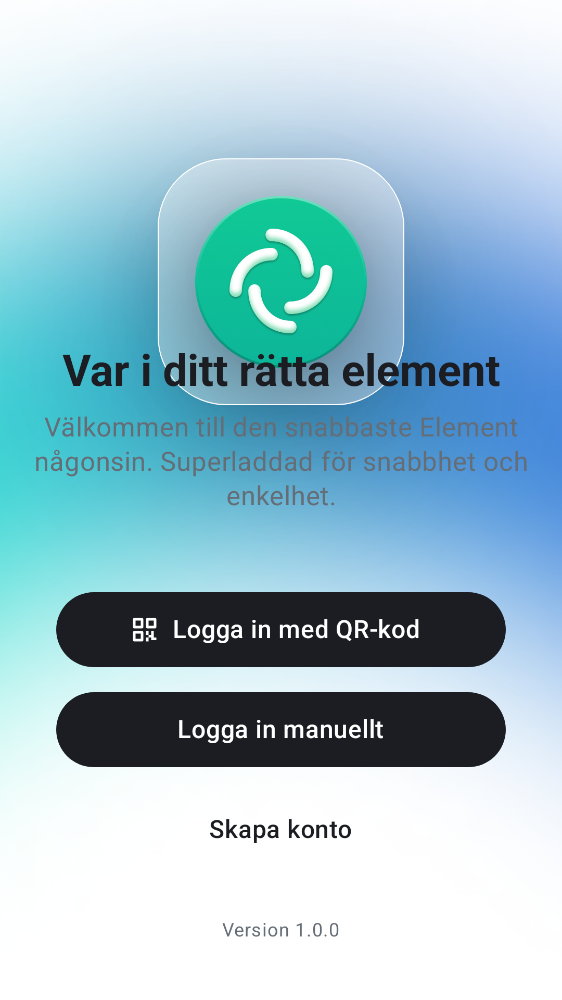 Var i ditt rätta element
Välkommen till den snabbaste Element
någonsin. Superladdad för snabbhet och
enkelhet.
Logga in med QR-kod
Logga in manuellt
Skapa konto
Version 1.0.0